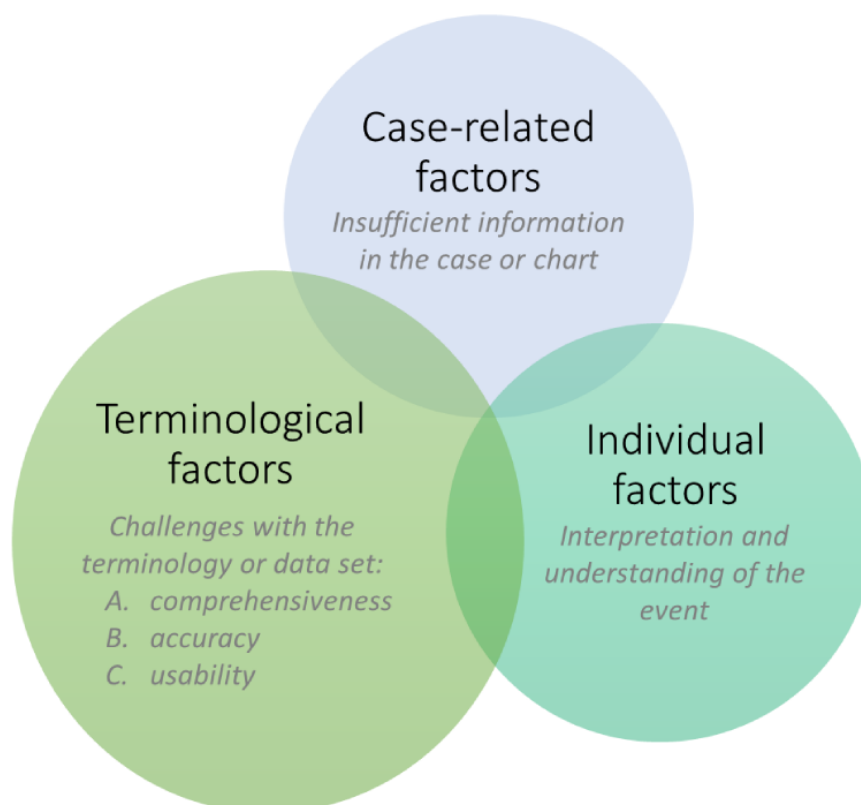 Case-related
factors
Insufficient information
in the case or chart
Terminological
factors
Challenges with the
terminology or data set:
A. comprehensiveness
B. accuracy
C. usability
Individual
factors
Interpretation and
understanding of the
event